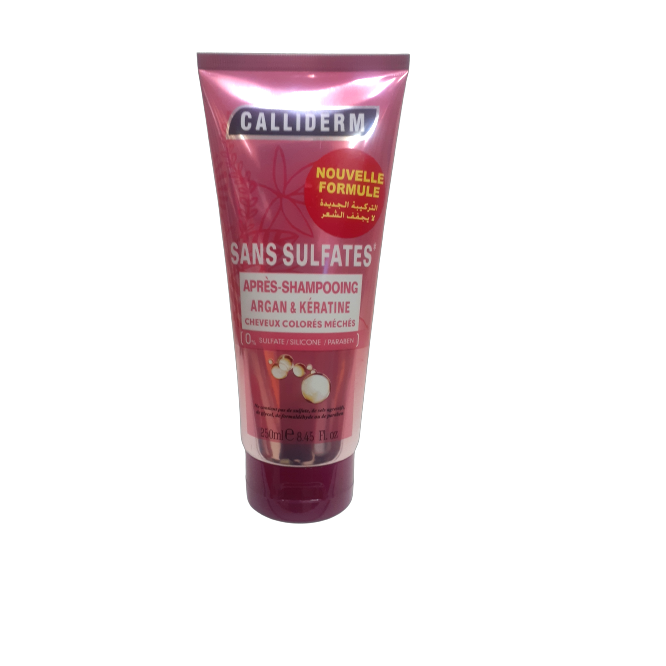 CALLIDERM
NOUVELLE
FORMULE
التركيبة الجديدة
لا يجفف الشعر
SANS SULFATES*
APRÈS-SHAMPOOING
ARGAN & KÉRATINE
CHEVEUX COLORÉS MÉCHÉS
[0% SULFATE / SILICONE / PARABEN]
250ml e 8.45 Fl. oz.